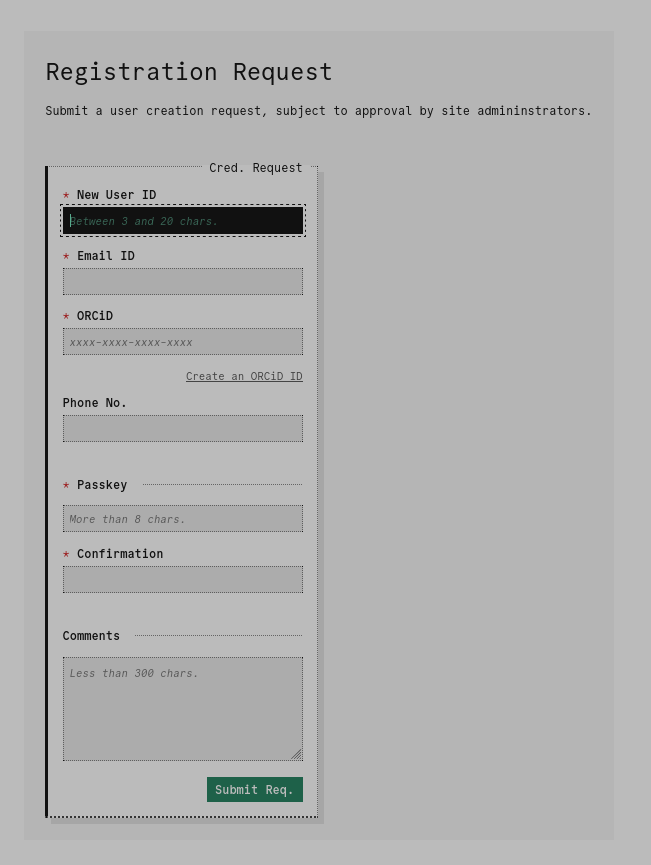 Registration Request
Submit a user creation request, subject to approval by site admininstrators.
Cred. Request
* New User ID
Between 3 and 20 chars.
* Email ID
* ORCiD
xxxx-xxxx-xxxx-xxxx
Create an ORCiD ID
Phone No.
* Passkey
More than 8 chars.
* Confirmation
Comments
Less than 300 chars.
Submit Req.